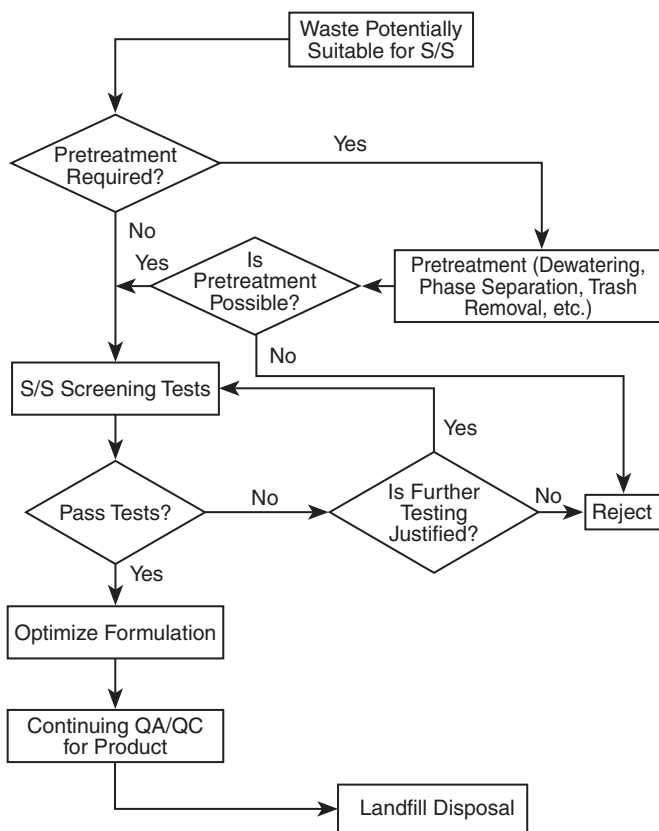 Waste Potentially
Suitable for S/S
Pretreatment
Required?
Yes
No
Yes
Is
Pretreatment
Possible?
Pretreatment (Dewatering,
Phase Separation, Trash
Removal, etc.)
No
S/S Screening Tests
Yes
Pass Tests?
No
Is Further
Testing
Justified?
No
Reject
Yes
Optimize Formulation
Continuing QA/QC
for Product
Landfill Disposal